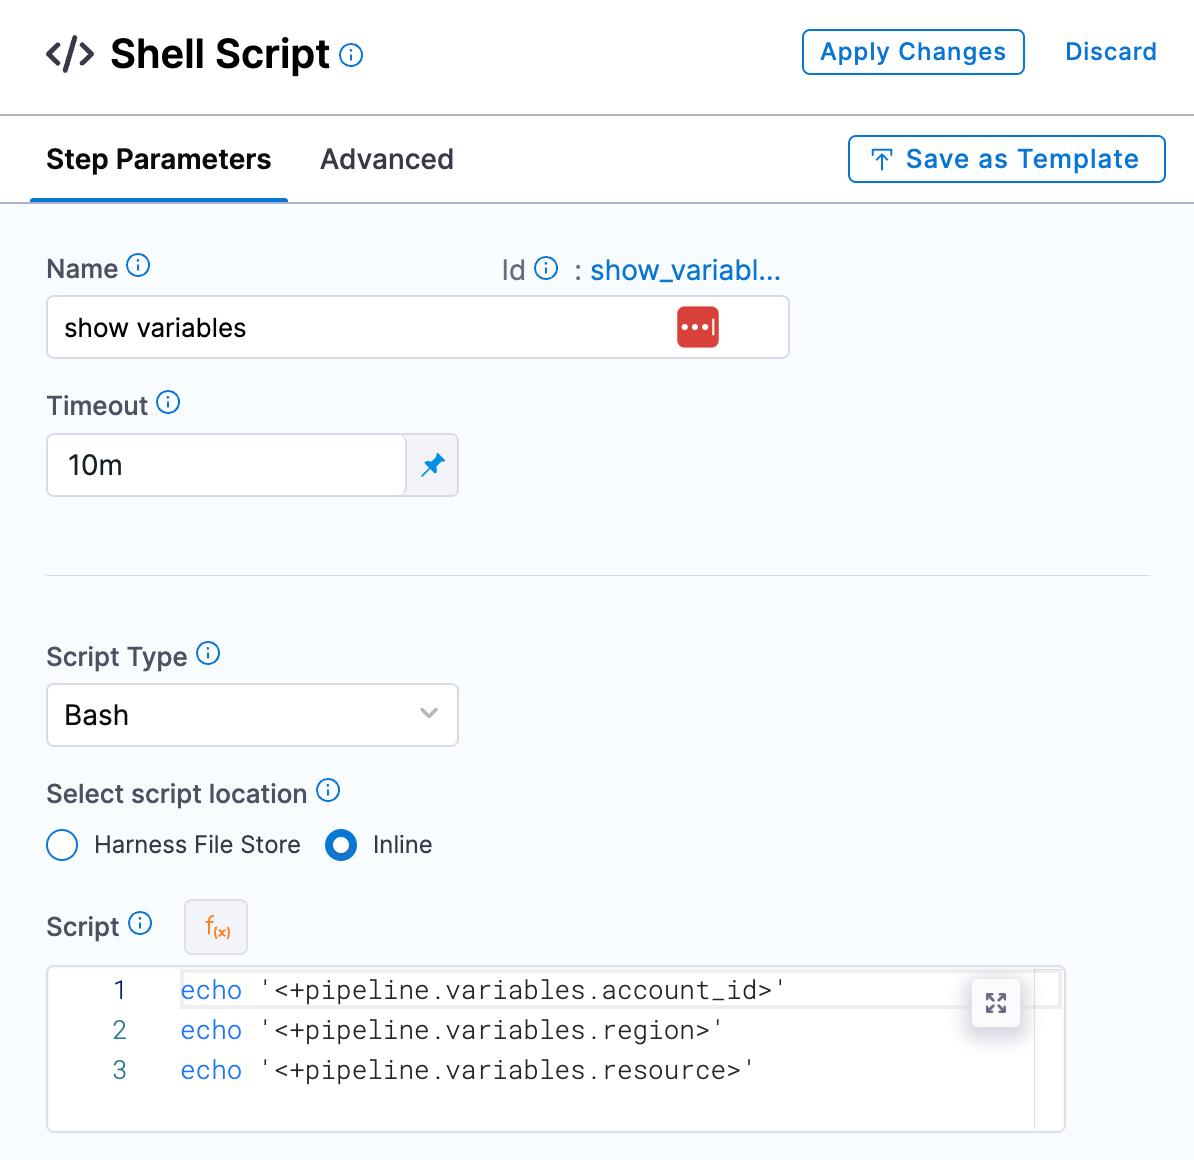 </> Shell Script
Apply Changes
Discard
Step Parameters
Advanced
Save as Template
Name
Id : show_variabl...
show variables
Timeout
10m
Script Type
Bash
Select script location
Harness File Store
Inline
Script
f(x)
1 echo '<+pipeline.variables.account_id>'
2 echo '<+pipeline.variables.region>'
3 echo '<+pipeline.variables.resource>'